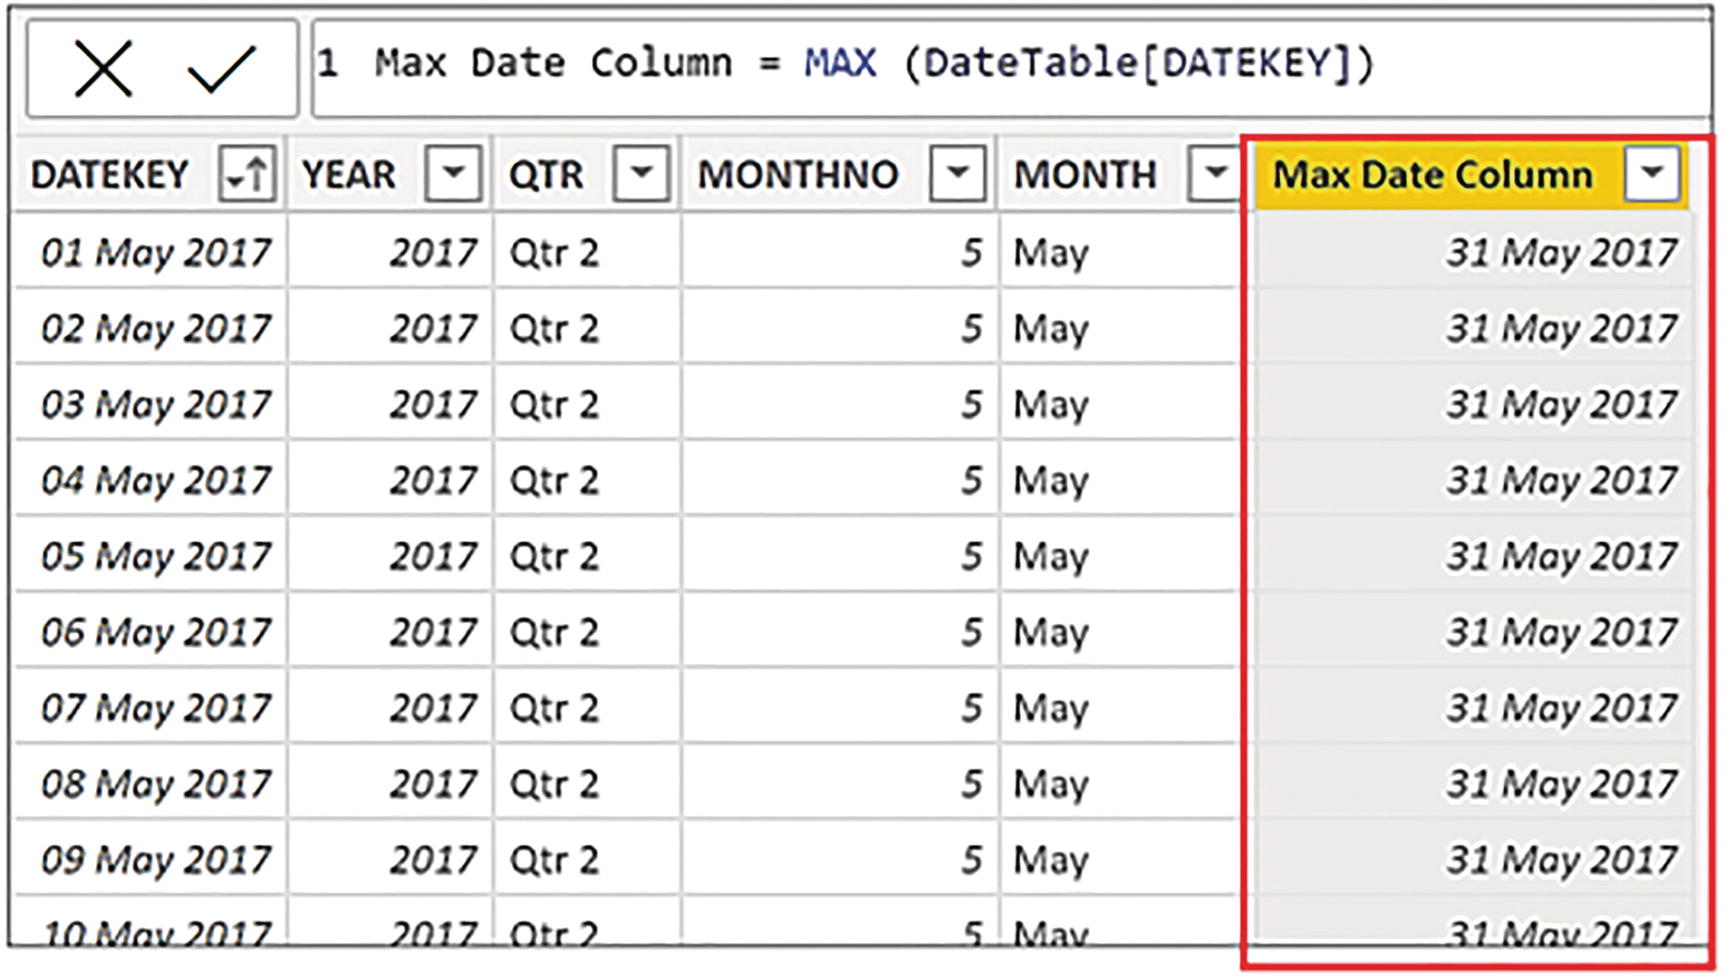 1 Max Date Column = MAX (DateTable[DATEKEY])
DATEKEY YEAR QTR MONTHNO MONTH Max Date Column
01 May 2017 2017 Qtr 2 5 May 31 May 2017
02 May 2017 2017 Qtr 2 5 May 31 May 2017
03 May 2017 2017 Qtr 2 5 May 31 May 2017
04 May 2017 2017 Qtr 2 5 May 31 May 2017
05 May 2017 2017 Qtr 2 5 May 31 May 2017
06 May 2017 2017 Qtr 2 5 May 31 May 2017
07 May 2017 2017 Qtr 2 5 May 31 May 2017
08 May 2017 2017 Qtr 2 5 May 31 May 2017
09 May 2017 2017 Qtr 2 5 May 31 May 2017
10 May 2017 2017 Qtr 2 5 May 31 May 2017